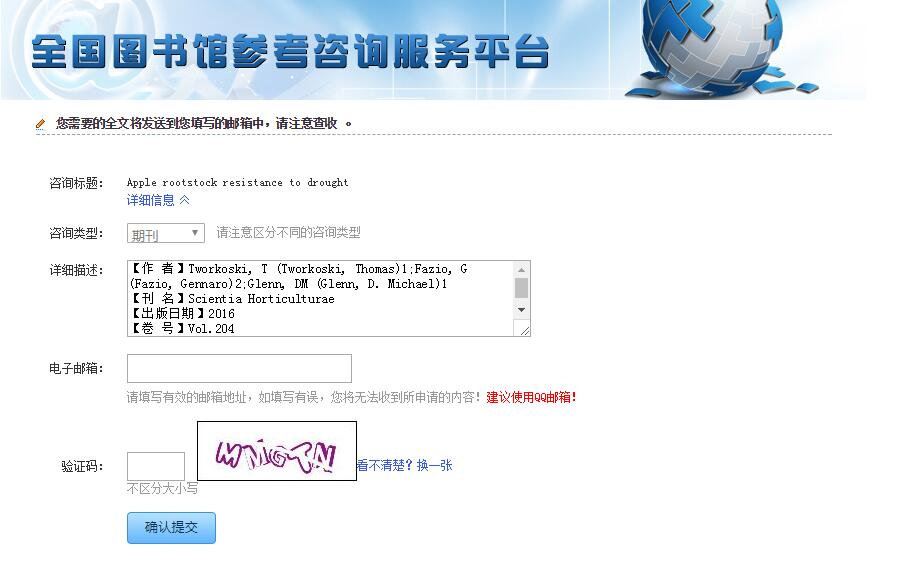 全国图书馆参考咨询服务平台
您需要的全文将发送到您填写的邮箱中，请注意查收 。
咨询标题： Apple rootstock resistance to drought
详细信息
咨询类型： 期刊 请注意区分不同的咨询类型
详细描述： 【作 者】Tworkoski, T (Tworkoski, Thomas)1;Fazio, G
(Fazio, Gennaro)2;Glenn, DM (Glenn, D. Michael)1
【刊 名】Scientia Horticulturae
【出版日期】2016
【卷 号】Vol.204
电子邮箱：
请填写有效的邮箱地址，如填写有误，您将无法收到所申请的内容！建议使用QQ邮箱！
验证码： 看不清楚？换一张
不区分大小写
确认提交